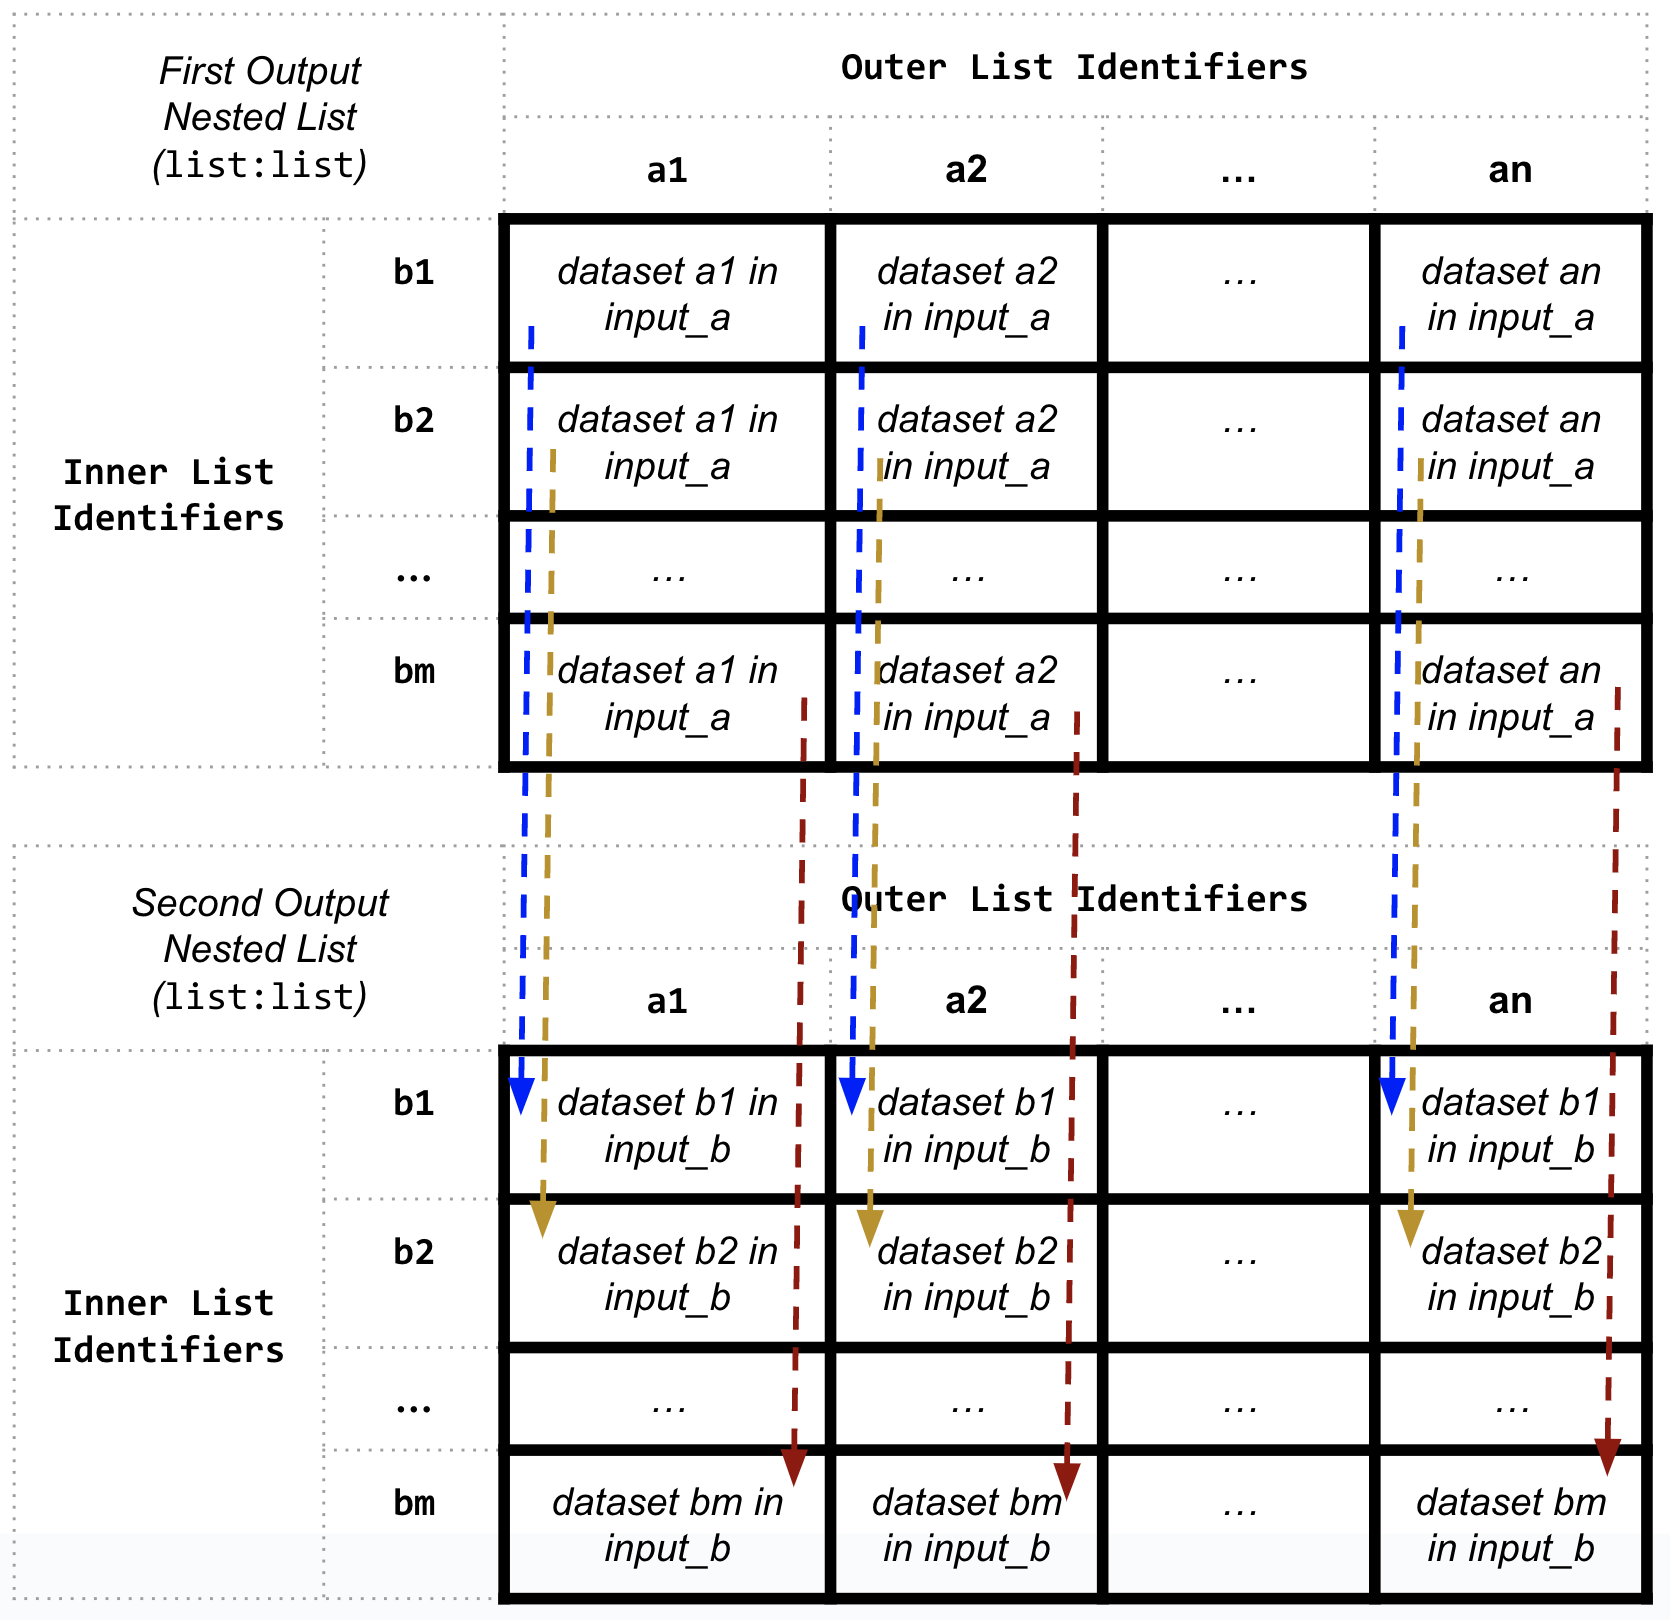 First Output
Nested List
(list:list)
Outer List Identifiers
a1 a2 ... an
Inner List
Identifiers
b1
dataset a1 in
input_a
dataset a2
in input_a
...
dataset an
in input_a
b2
dataset a1 in
input_a
dataset a2
in input_a
...
dataset an
in input_a
... ... ... ... ...
bm
dataset a1 in
input_a
dataset a2
in input_a
...
dataset an
in input_a
Second Output
Nested List
(list:list)
Outer List Identifiers
a1 a2 ... an
Inner List
Identifiers
b1
dataset b1 in
input_b
dataset b1
in input_b
...
dataset b1
in input_b
b2
dataset b2 in
input_b
dataset b2
in input_b
...
dataset b2
in input_b
... ... ... ... ...
bm
dataset bm in
input_b
dataset bm
in input_b
...
dataset bm
in input_b